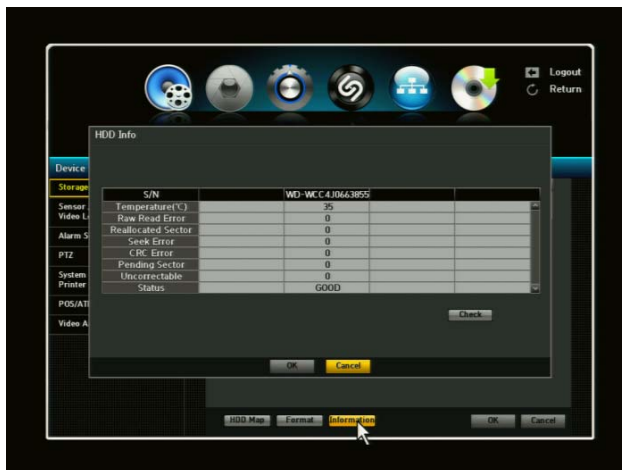 Logout
Return
HDD Info
Device
Storage
Sensor
Video L
Alarm S
PTZ
System
Printer
POS/AT
Video A
S/N WD-WCC4J0663855
Temperature(℃) 35
Raw Read Error 0
Reallocated Sector 0
Seek Error 0
CRC Error 0
Pending Sector 0
Uncorrectable 0
Status GOOD
Check
OK Cancel
HDD Map Format Information OK Cancel